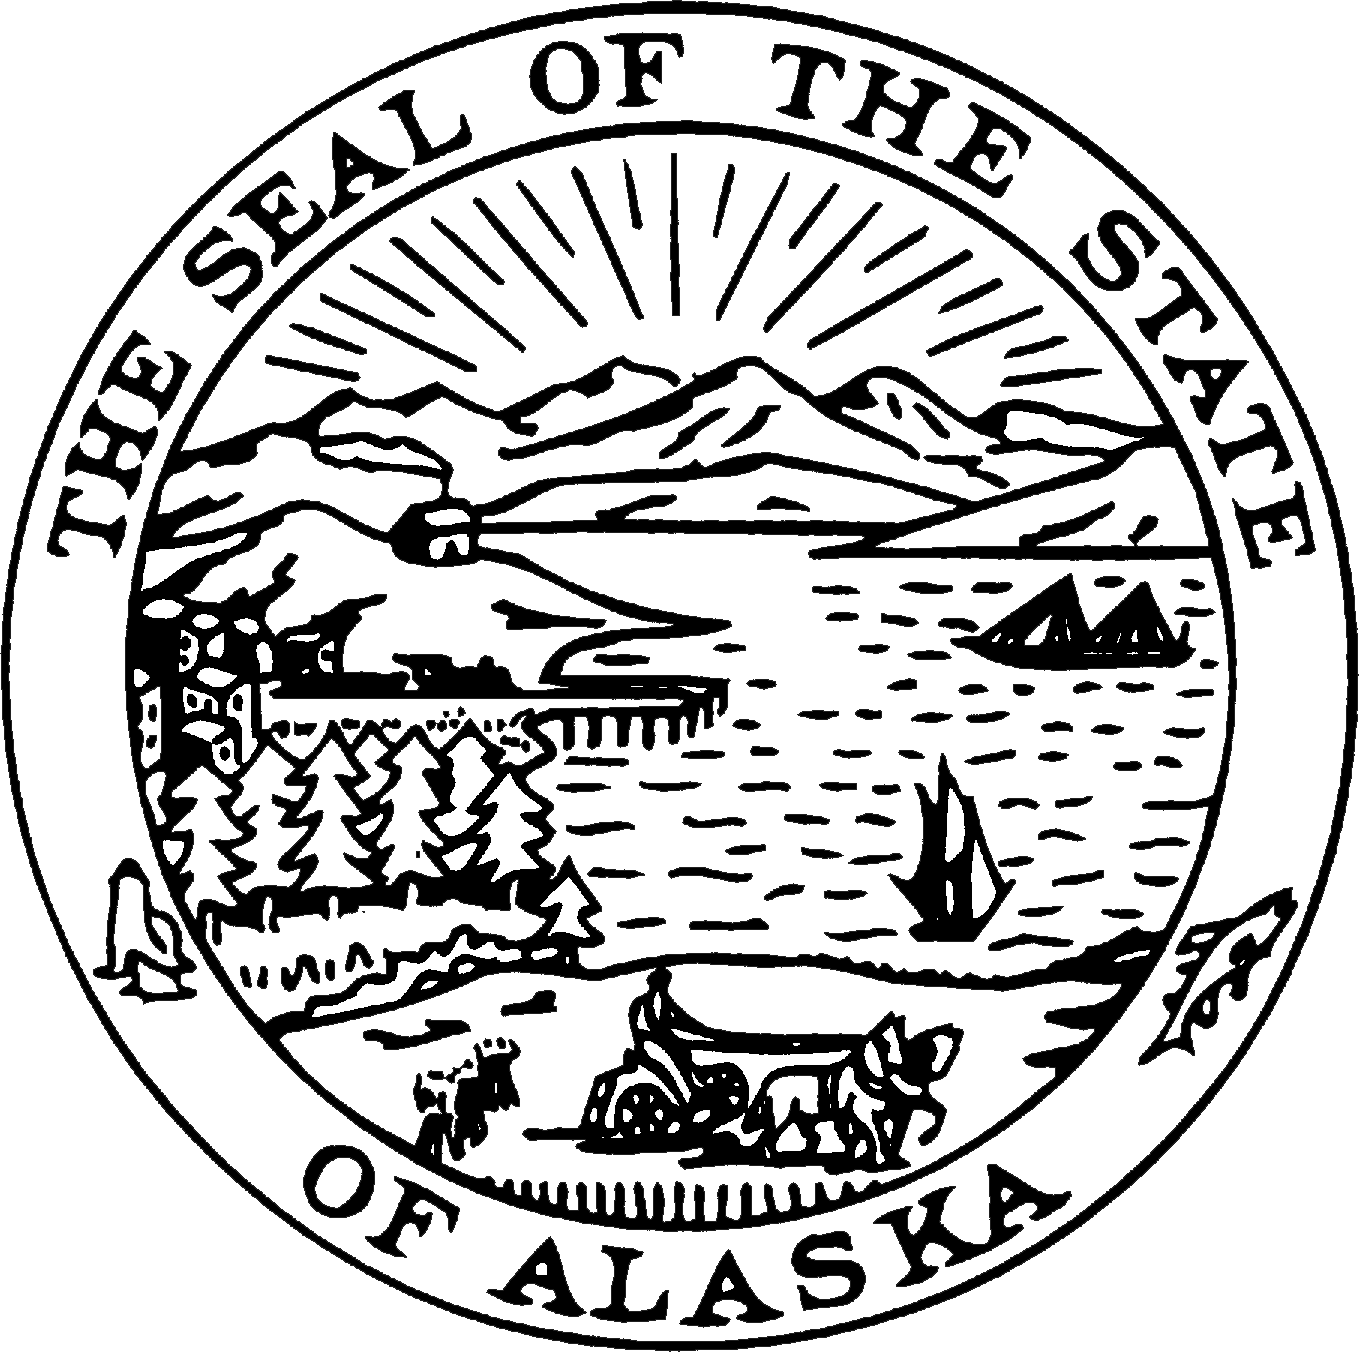 THE SEAL OF THE STATE
OF ALASKA